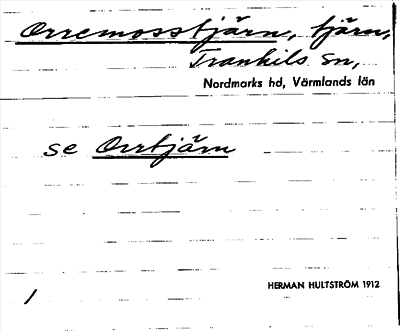 Orremosstjärn, tjärn,
Trankils sn,
Nordmarks hd, Värmlands län
se Orrtjärn
HERMAN HULTSTRÖM 1912
1